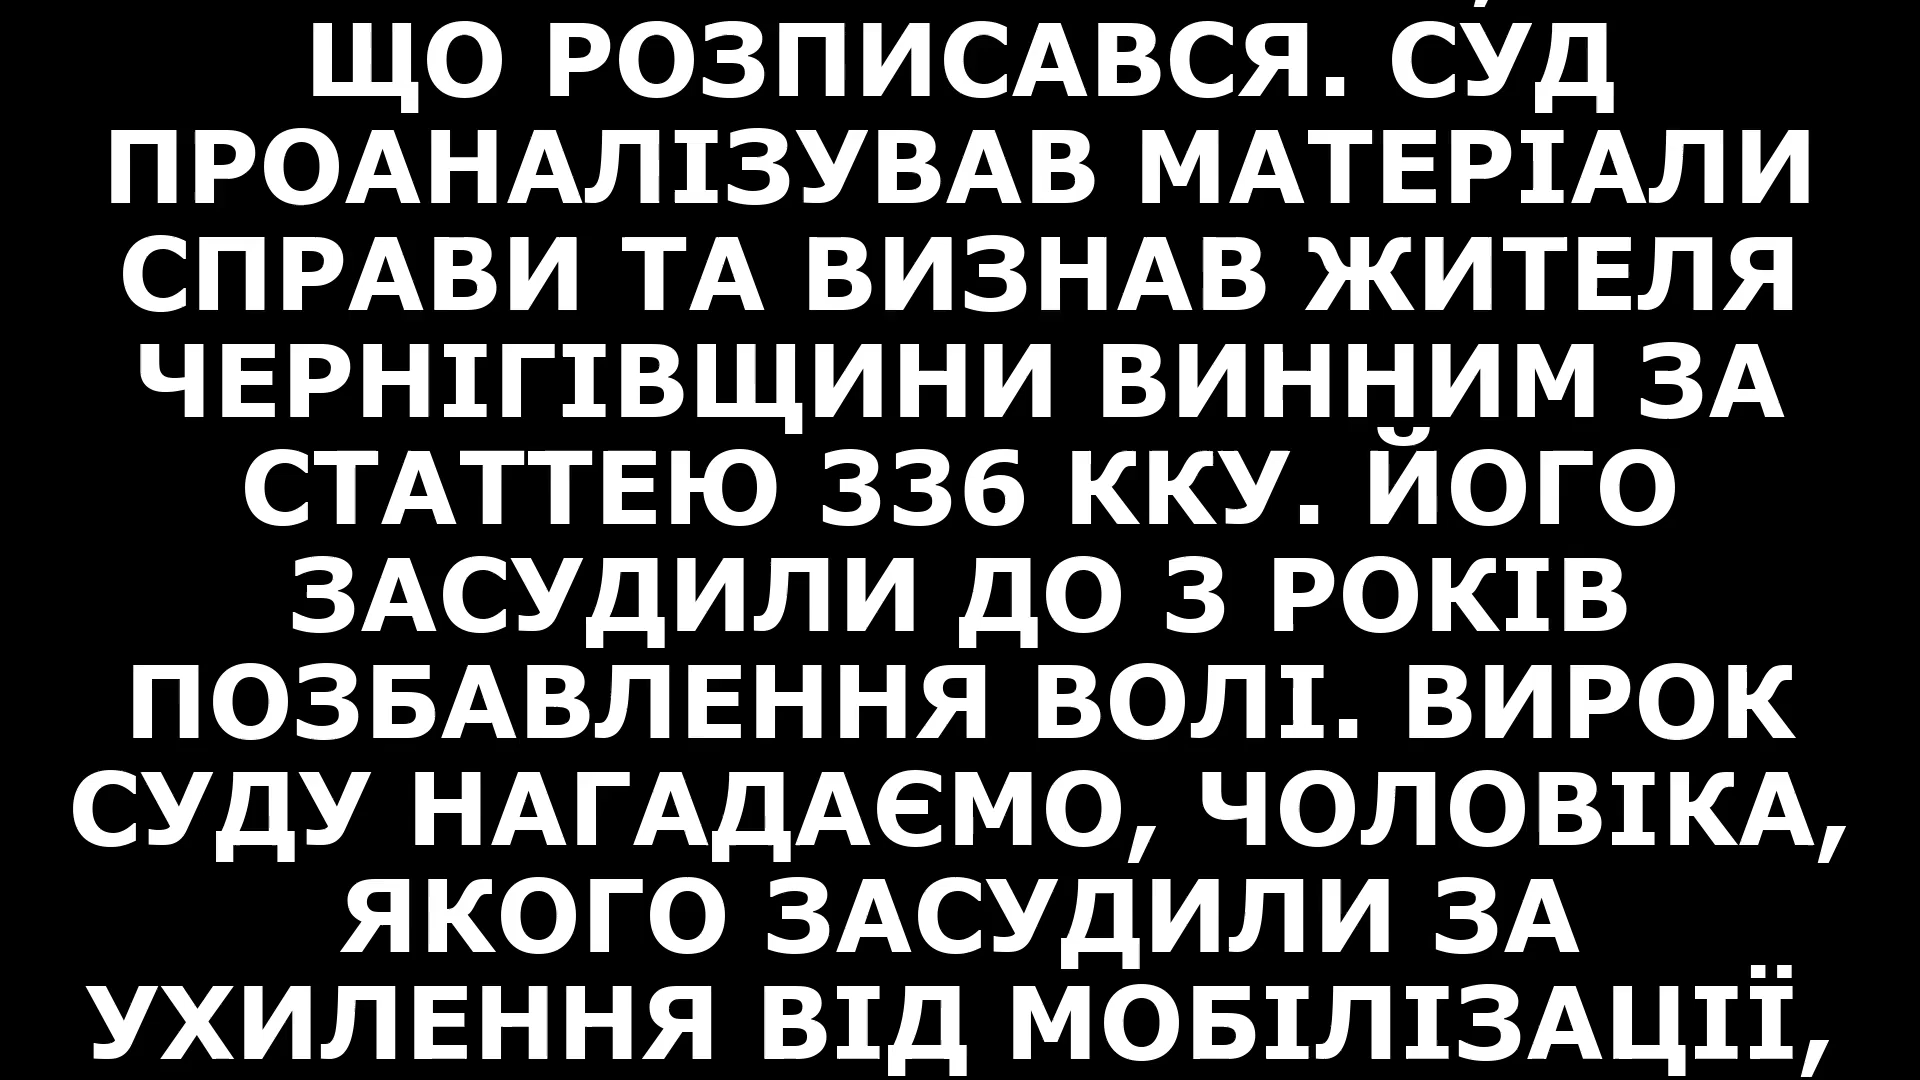 ЩО РОЗПИСАВСЯ. СУД
ПРОАНАЛІЗУВАВ МАТЕРІАЛИ
СПРАВИ ТА ВИЗНАВ ЖИТЕЛЯ
ЧЕРНІГІВЩИНИ ВИННИМ ЗА
СТАТТЕЮ 336 ККУ. ЙОГО
ЗАСУДИЛИ ДО 3 РОКІВ
ПОЗБАВЛЕННЯ ВОЛІ. ВИРОК
СУДУ НАГАДАЄМО, ЧОЛОВІКА,
ЯКОГО ЗАСУДИЛИ ЗА
УХИЛЕННЯ ВІД МОБІЛІЗАЦІЇ,